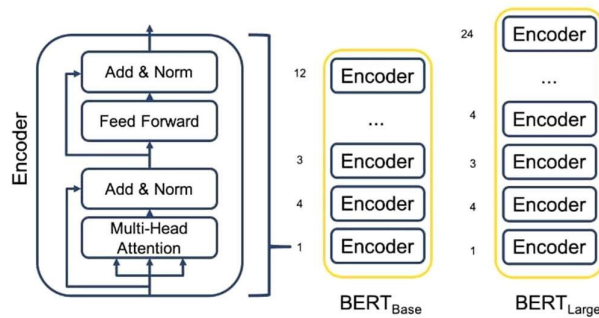 Encoder
Add & Norm
Feed Forward
Add & Norm
Multi-Head
Attention
12
Encoder
...
3
Encoder
4
Encoder
1
Encoder
BERT Base
24
Encoder
...
4
Encoder
3
Encoder
4
Encoder
1
Encoder
BERT Large